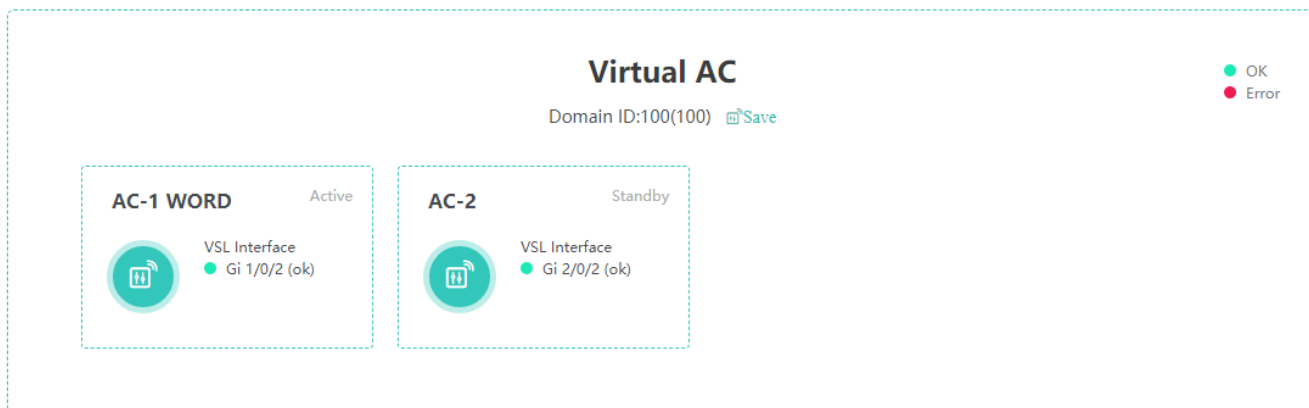 Virtual AC
OK
Error
Domain ID:100(100) Save
AC-1 WORD Active
VSL Interface
Gi 1/0/2 (ok)
AC-2 Standby
VSL Interface
Gi 2/0/2 (ok)